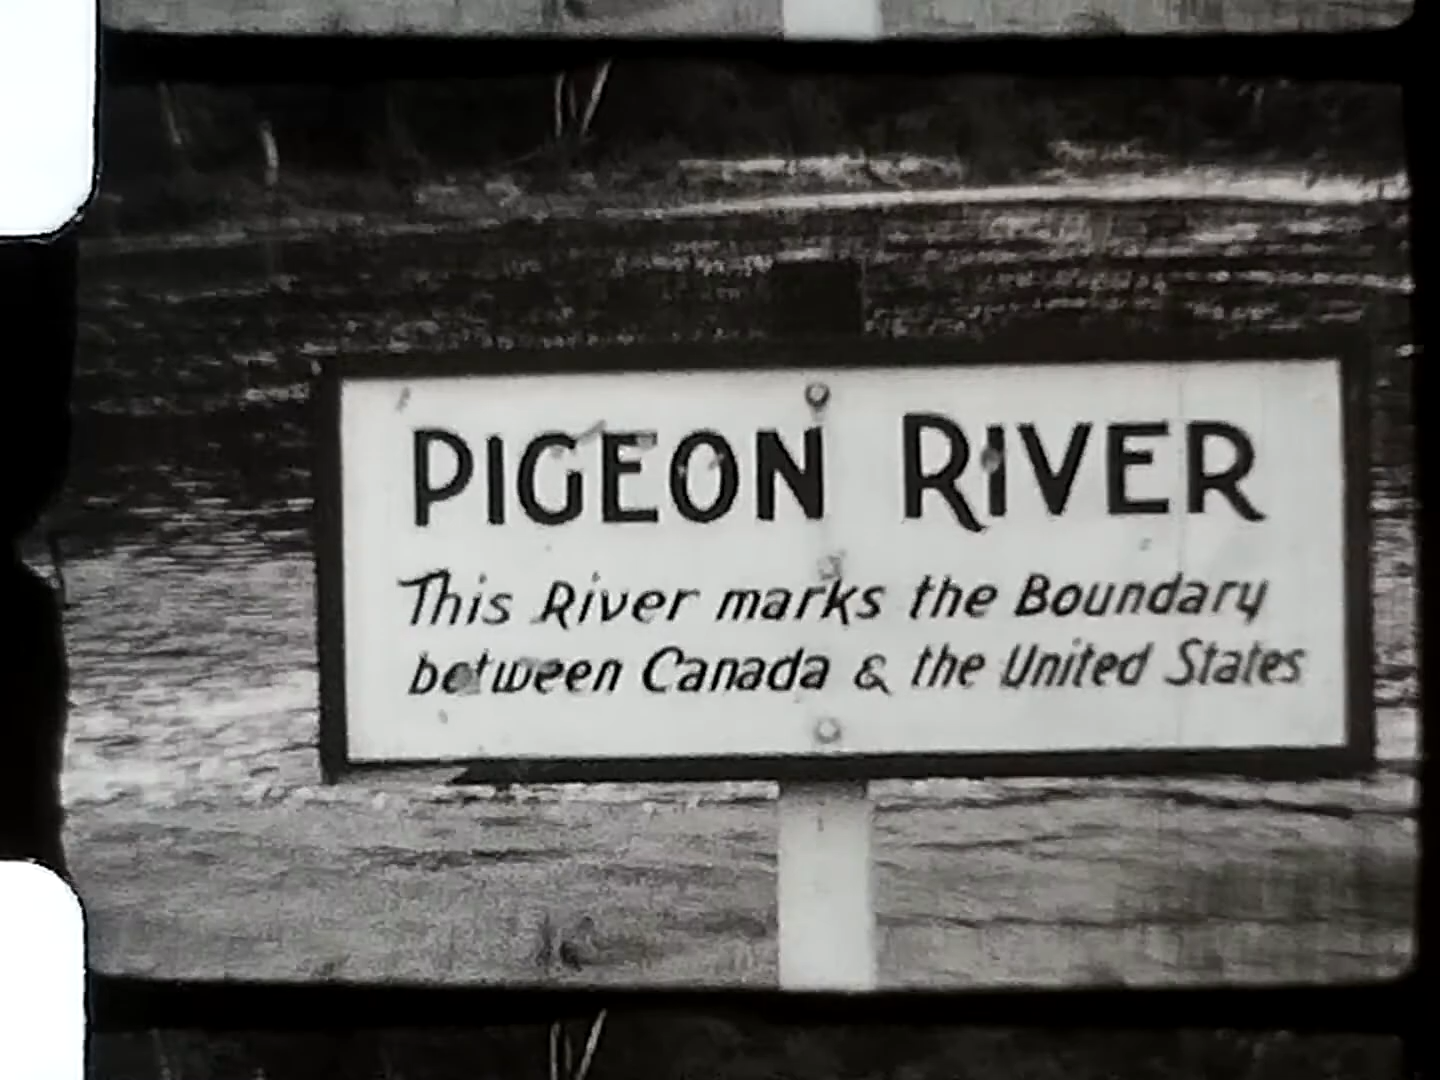 PIGEON RIVER
This River marks the Boundary
between Canada & the United States